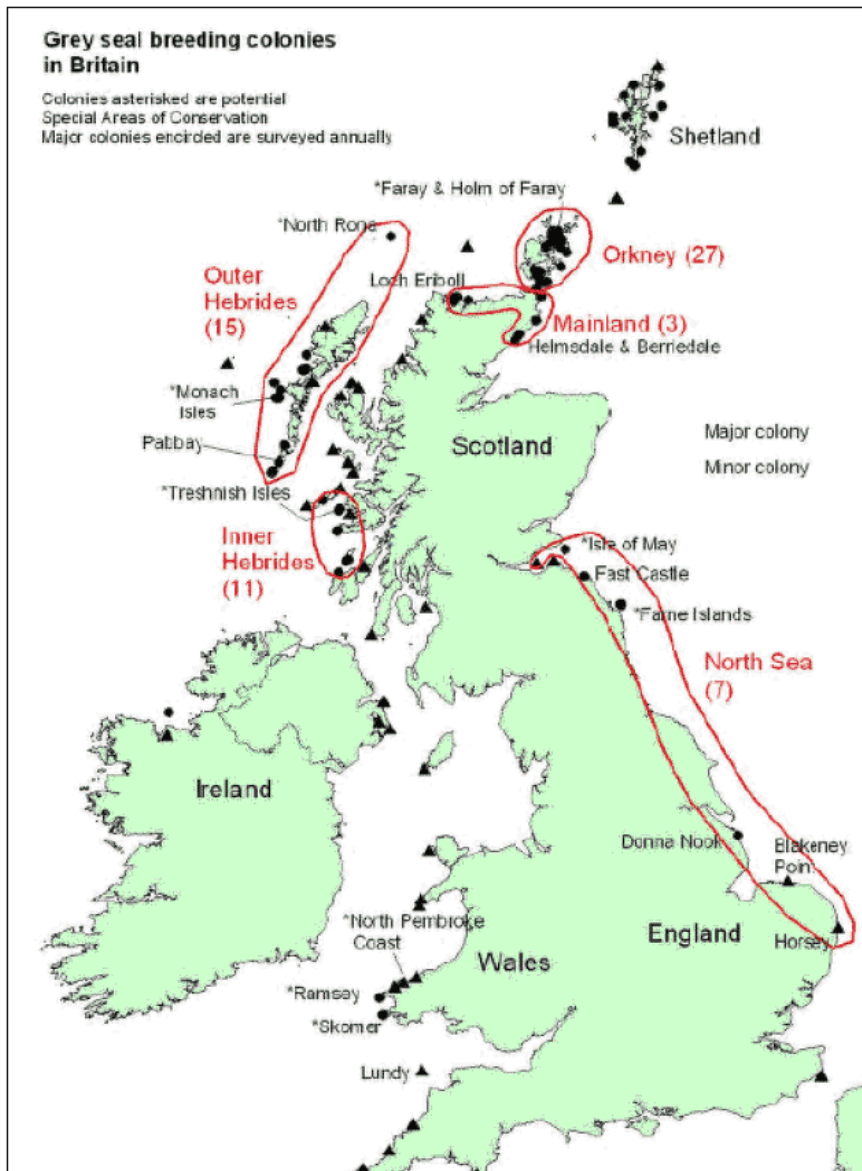 Grey seal breeding colonies
in Britain
Colonies asterisked are potential
Special Areas of Conservation
Major colonies encircled are surveyed annually
Shetland
*Faray & Holm of Faray
*North Rona
Orkney (27)
Outer
Hebrides
(15)
Loch Eriboll
Mainland (3)
Helmsdale & Berriedale
*Monach
Isles
Pabbay
Scotland
Major colony
Minor colony
*Treshnish Isles
Inner
Hebrides
(11)
*Isle of May
Fast Castle
*Farne Islands
North Sea
(7)
Ireland
Donna Nook
Blakeney
Point
*North Pembroke
Coast
England
Horsey
Wales
*Ramsey
*Skomer
Lundy